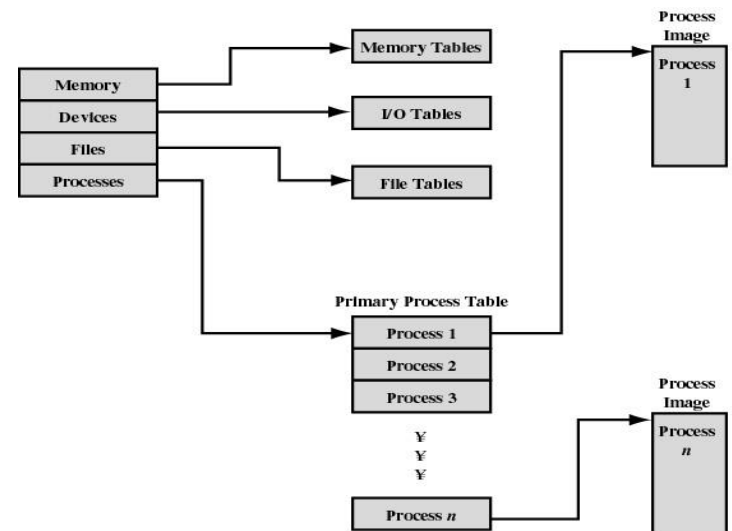 Memory
Devices
Files
Processes
Memory Tables
I/O Tables
File Tables
Primary Process Table
Process 1
Process 2
Process 3
¥
¥
¥
Process n
Process
Image
Process
1
Process
Image
Process
n